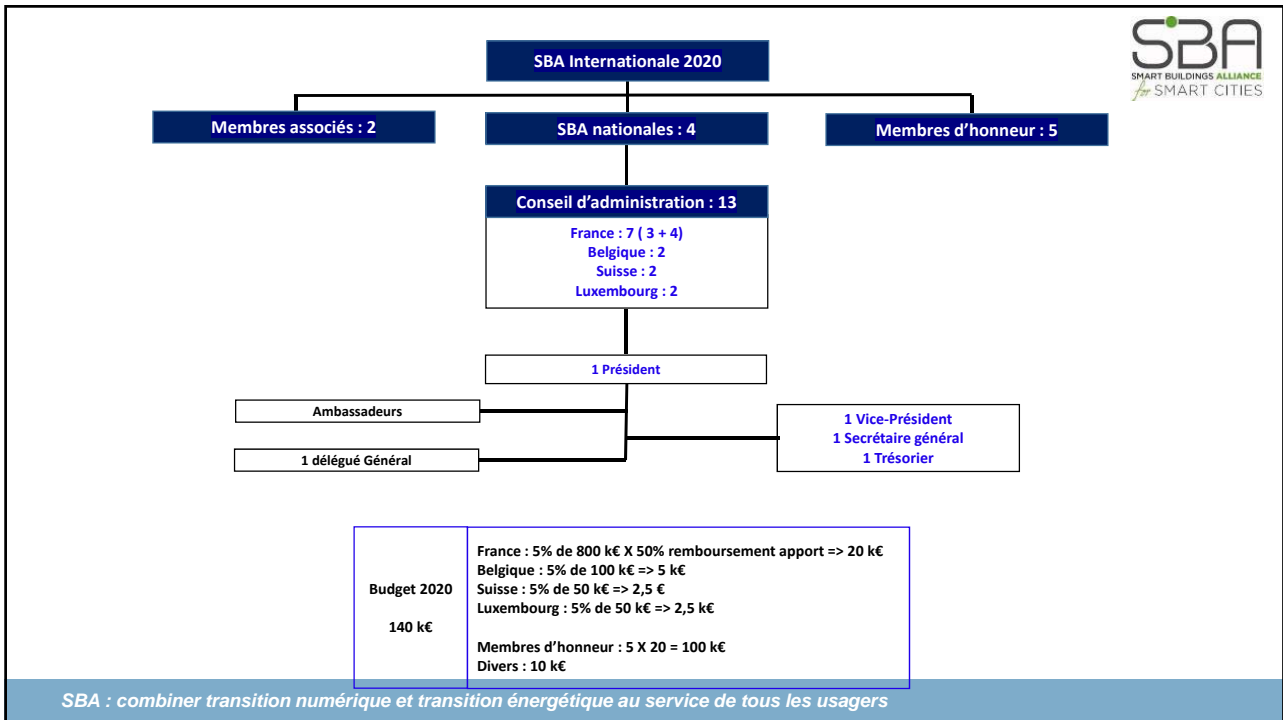 SBA
SMART BUILDINGS ALLIANCE
for SMART CITIES
SBA Internationale 2020
Membres associés : 2
SBA nationales : 4
Membres d'honneur : 5
Conseil d'administration : 13
France : 7 ( 3 + 4)
Belgique : 2
Suisse : 2
Luxembourg : 2
1 Président
Ambassadeurs
1 délégué Général
1 Vice-Président
1 Secrétaire général
1 Trésorier
Budget 2020
140 k€
France : 5% de 800 k€ X 50% remboursement apport => 20 k€
Belgique : 5% de 100 k€ => 5 k€
Suisse : 5% de 50 k€ => 2,5 €
Luxembourg : 5% de 50 k€ => 2,5 k€
Membres d'honneur : 5 X 20 = 100 k€
Divers : 10 k€
SBA : combiner transition numérique et transition énergétique au service de tous les usagers